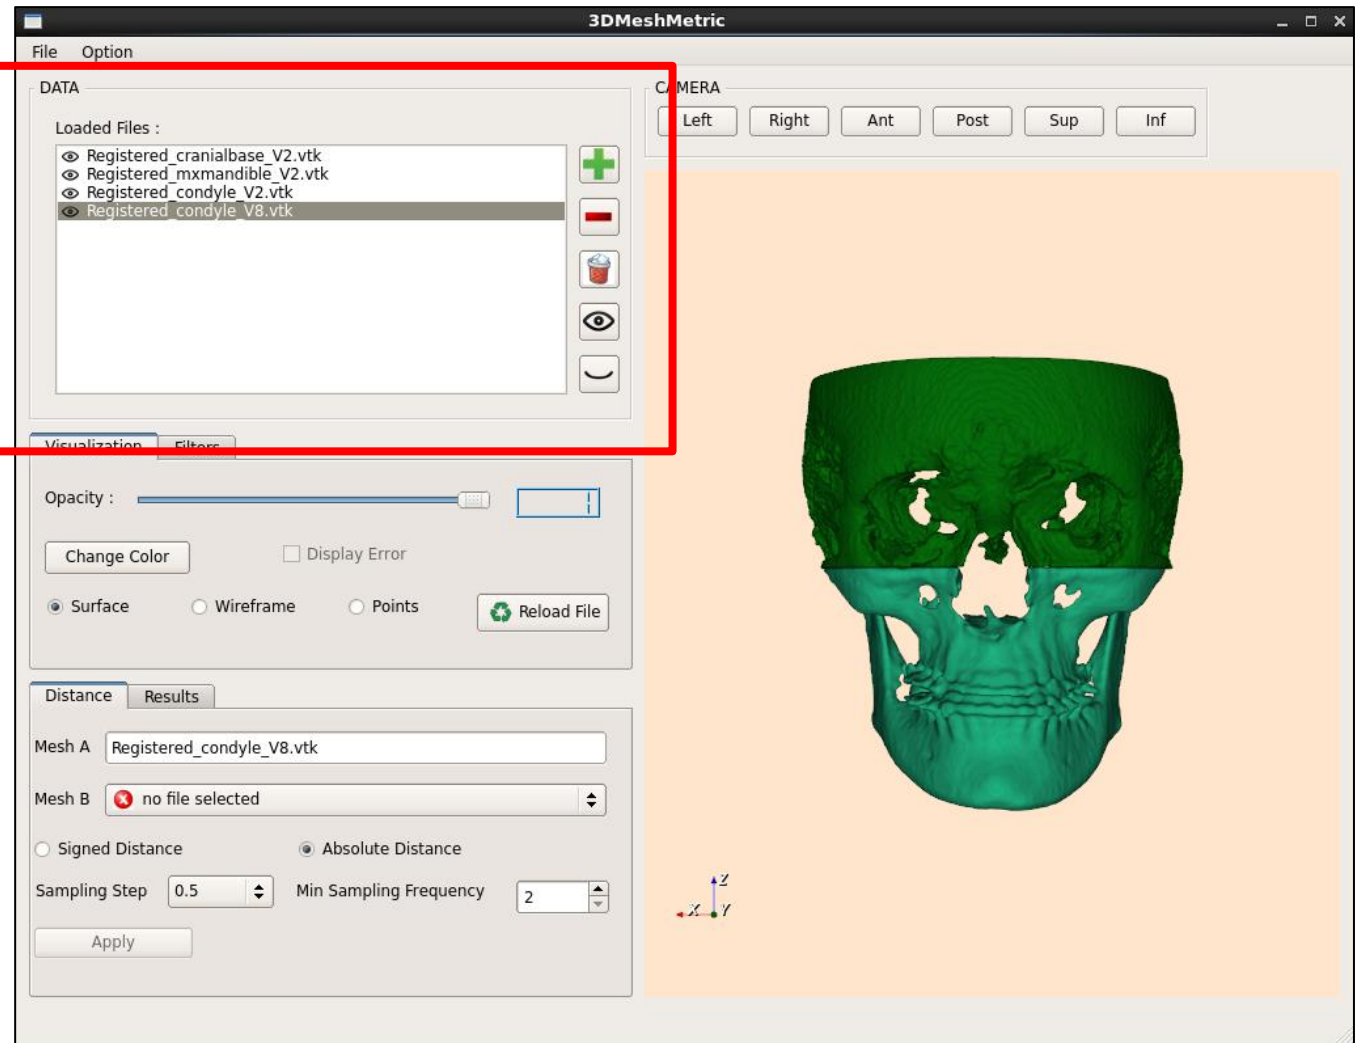 3DMeshMetric
File Option
DATA
Loaded Files :
Registered_cranialbase_V2.vtk
Registered_mxmandible_V2.vtk
Registered_condyle_V2.vtk
Registered_condyle_V8.vtk
CAMERA
Left Right Ant Post Sup Inf
Visualization Filters
Opacity :
Change Color Display Error
Surface Wireframe Points Reload File
Distance Results
Mesh A Registered_condyle_V8.vtk
Mesh B no file selected
Signed Distance Absolute Distance
Sampling Step 0.5 Min Sampling Frequency 2
Apply
Z
X Y